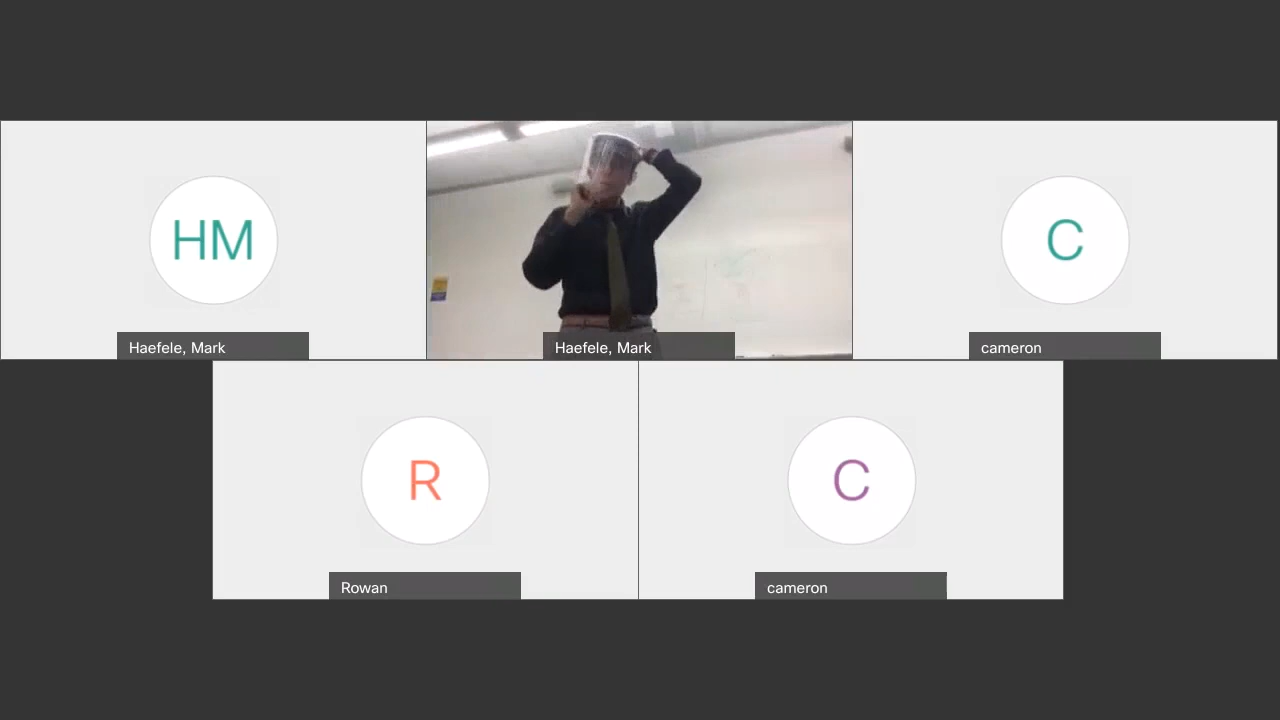 HM
Haefele, Mark
Haefele, Mark
C
cameron
R
Rowan
C
cameron